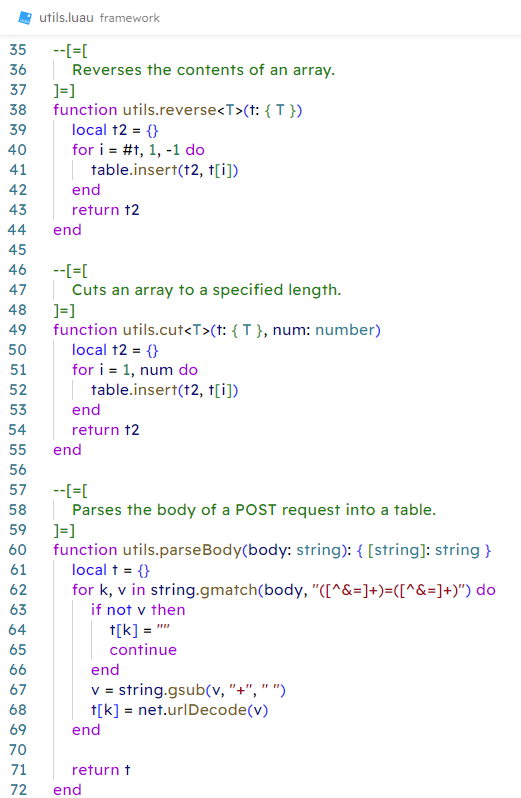 utils.luau framework
35 --[=[
36     Reverses the contents of an array.
37 ]=]
38 function utils.reverse<T>(t: { T })
39     local t2 = {}
40     for i = #t, 1, -1 do
41         table.insert(t2, t[i])
42     end
43     return t2
44 end
45
46 --[=[
47     Cuts an array to a specified length.
48 ]=]
49 function utils.cut<T>(t: { T }, num: number)
50     local t2 = {}
51     for i = 1, num do
52         table.insert(t2, t[i])
53     end
54     return t2
55 end
56
57 --[=[
58     Parses the body of a POST request into a table.
59 ]=]
60 function utils.parseBody(body: string): { [string]: string }
61     local t = {}
62     for k, v in string.gmatch(body, "([^&=]+)=([^&=]+)") do
63         if not v then
64             t[k] = ""
65             continue
66         end
67         v = string.gsub(v, "+", " ")
68         t[k] = net.urlDecode(v)
69     end
70
71     return t
72 end